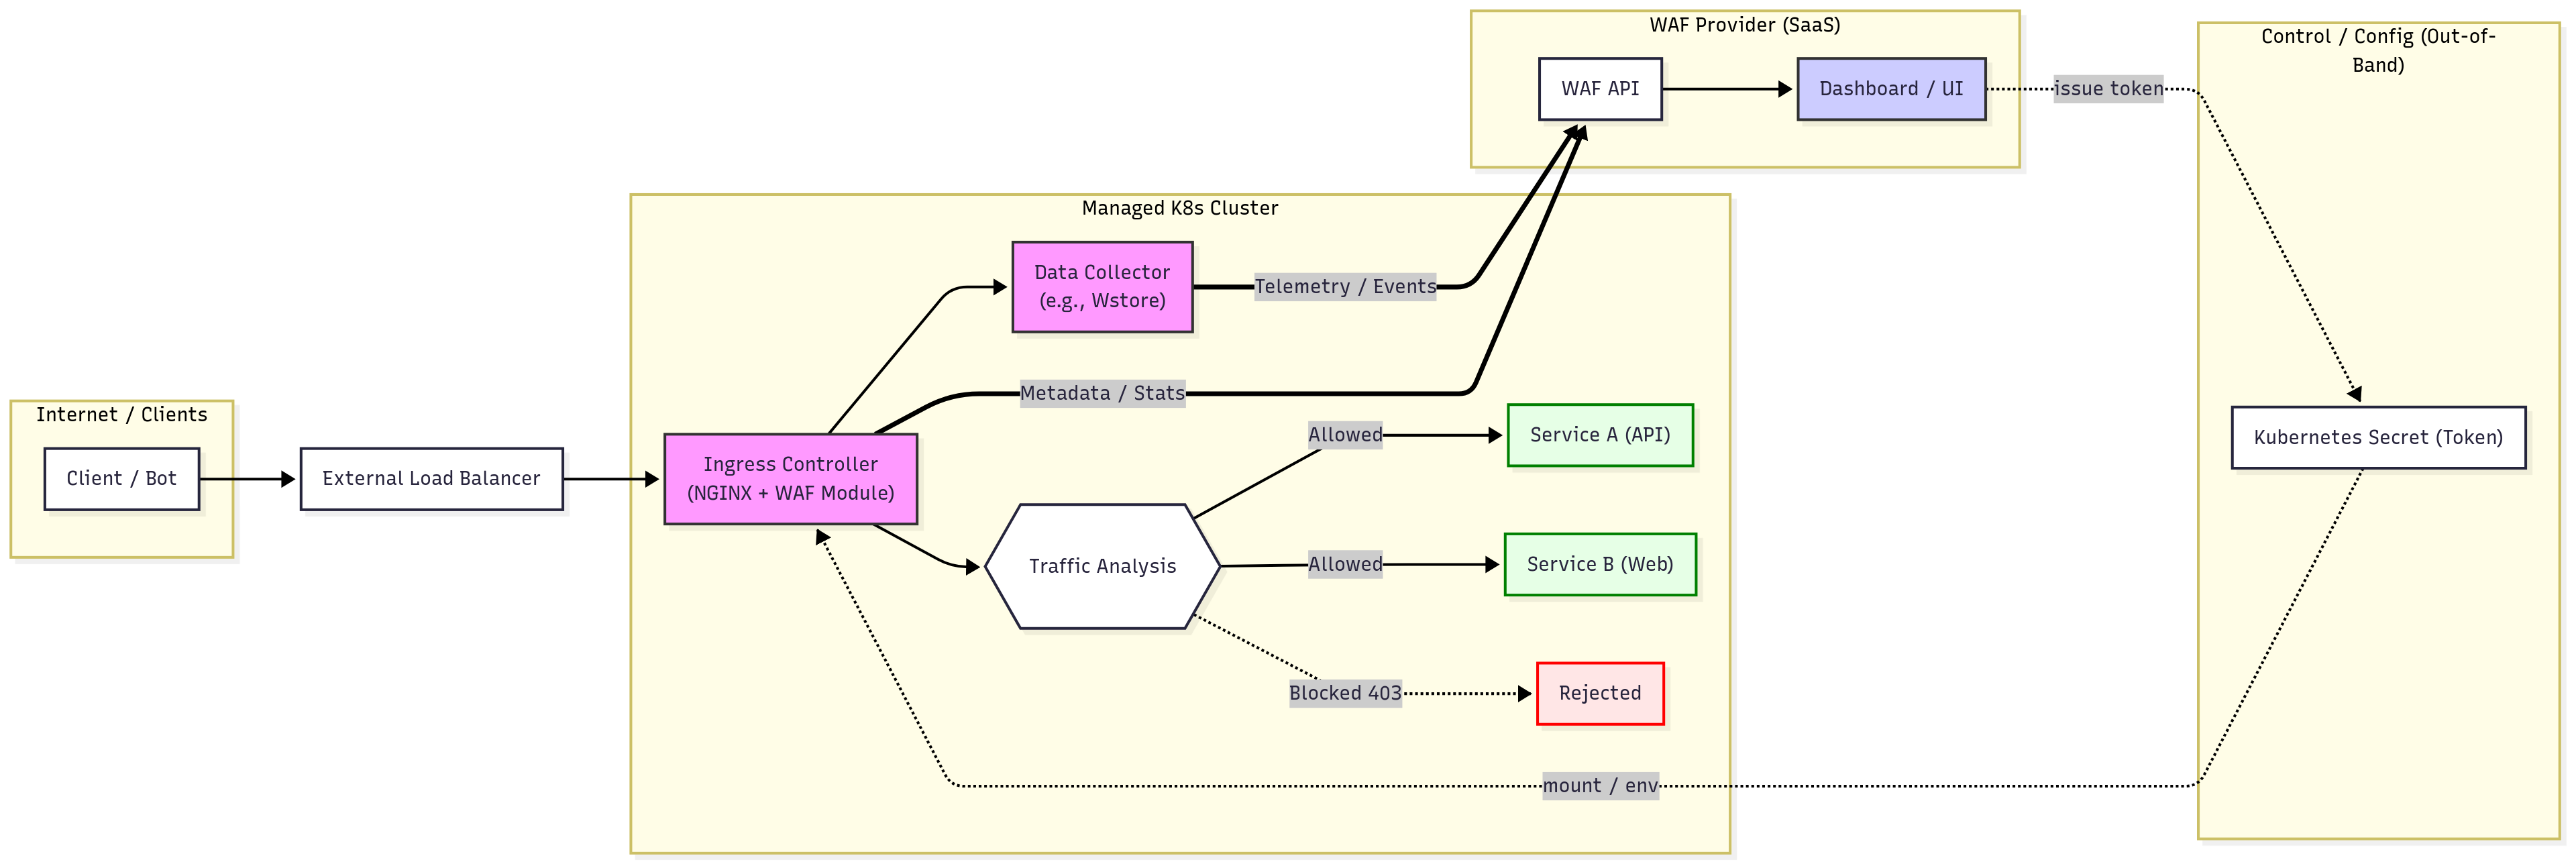 WAF Provider (SaaS)
WAF API
Dashboard / UI
issue token
Control / Config (Out-of-
Band)
Managed K8s Cluster
Data Collector
(e.g., Wstore)
Telemetry / Events
Metadata / Stats
Internet / Clients
Client / Bot
External Load Balancer
Ingress Controller
(NGINX + WAF Module)
Traffic Analysis
Allowed
Service A (API)
Allowed
Service B (Web)
Blocked 403
Rejected
Kubernetes Secret (Token)
mount / env